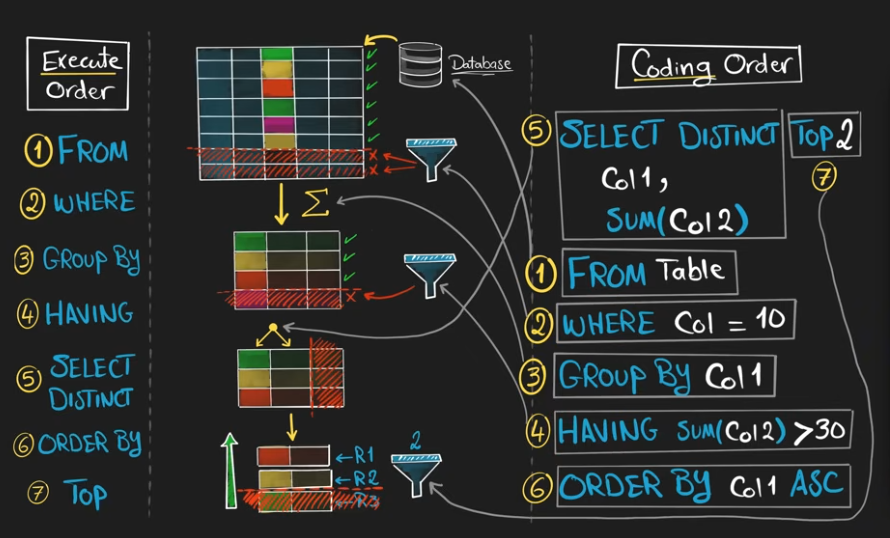 Execute
Order
1 FROM
2 WHERE
3 GROUP BY
4 HAVING
5 SELECT
DISTINCT
6 ORDER BY
7 TOP
Database
Σ
2
←R1
←R2
←R3
Coding Order
5 SELECT DISTINCT TOP 2
Col1,
7
SUM(Col2)
1 FROM Table
2 WHERE Col = 10
3 GROUP BY Col1
4 HAVING SUM(Col2) >30
6 ORDER BY Col1 ASC